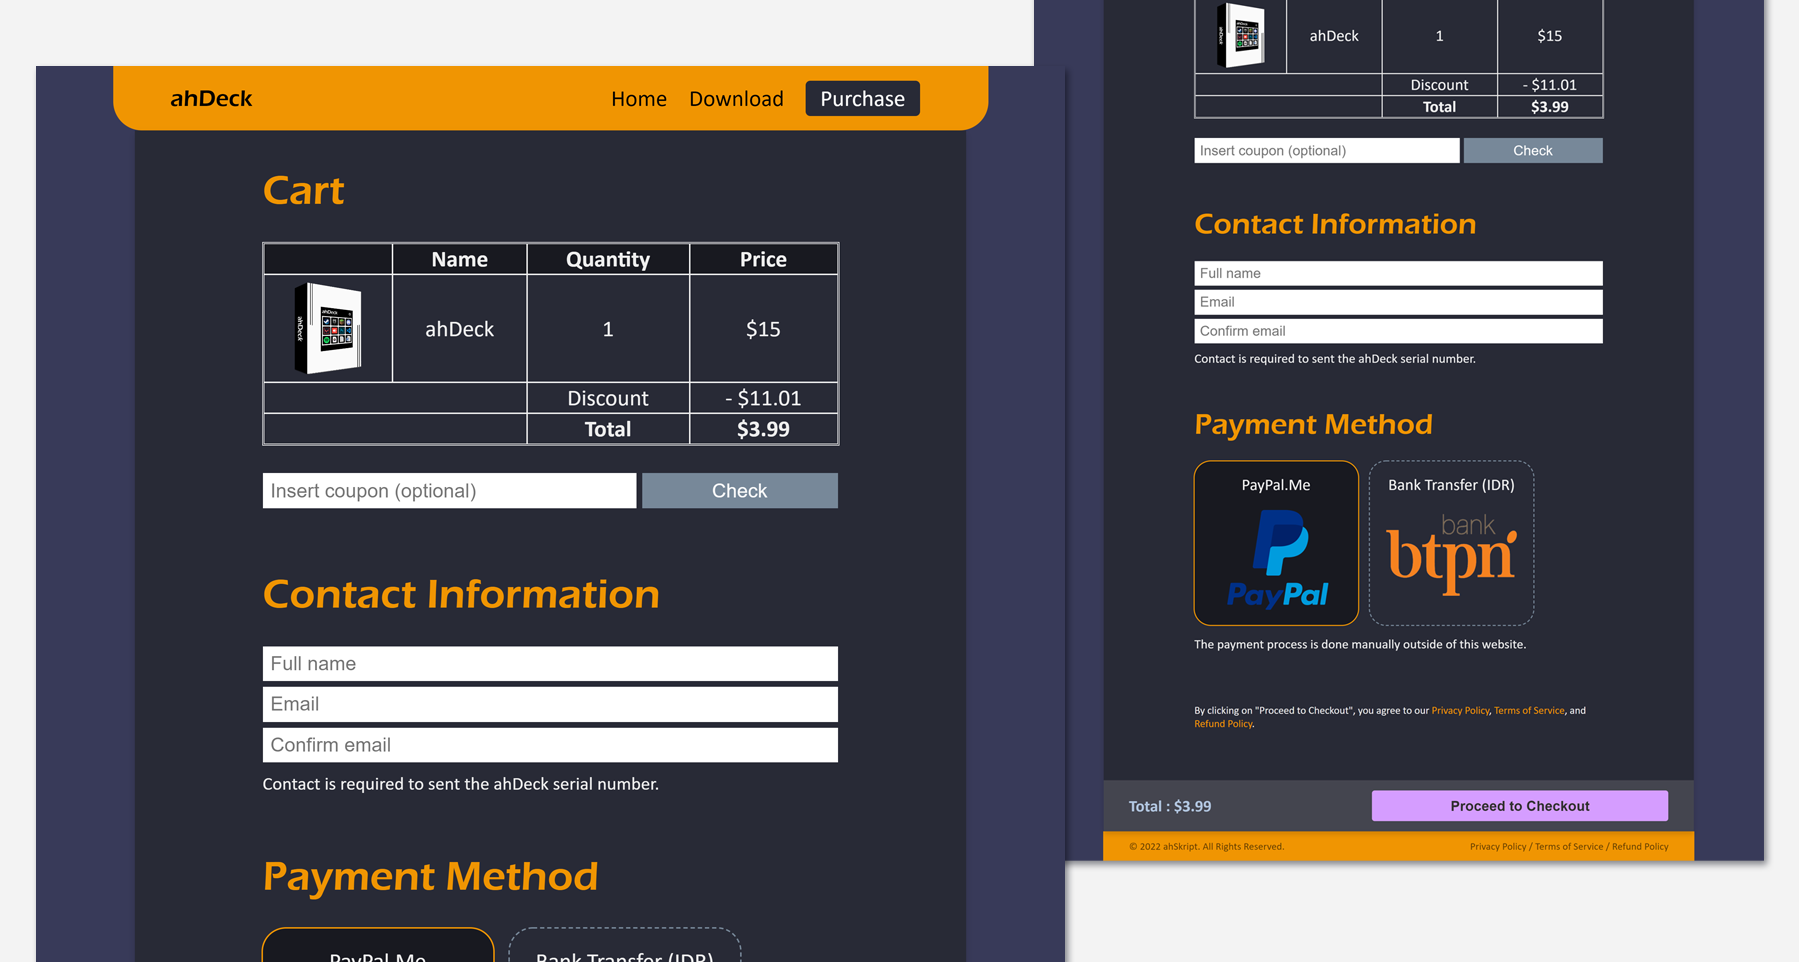 ahDeck
Home Download Purchase
Cart
Name Quantity Price
ahDeck 1 $15
Discount - $11.01
Total $3.99
Insert coupon (optional) Check
Contact Information
Full name
Email
Confirm email
Contact is required to sent the ahDeck serial number.
Payment Method
PayPal.Me Bank Transfer (IDR)
ahDeck 1 $15
Discount - $11.01
Total $3.99
Insert coupon (optional) Check
Contact Information
Full name
Email
Confirm email
Contact is required to sent the ahDeck serial number.
Payment Method
PayPal.Me Bank Transfer (IDR)
PayPal
bank
btpn
The payment process is done manually outside of this website.
By clicking on "Proceed to Checkout", you agree to our Privacy Policy, Terms of Service, and
Refund Policy.
Total : $3.99 Proceed to Checkout
© 2022 ahSkript. All Rights Reserved. Privacy Policy / Terms of Service / Refund Policy